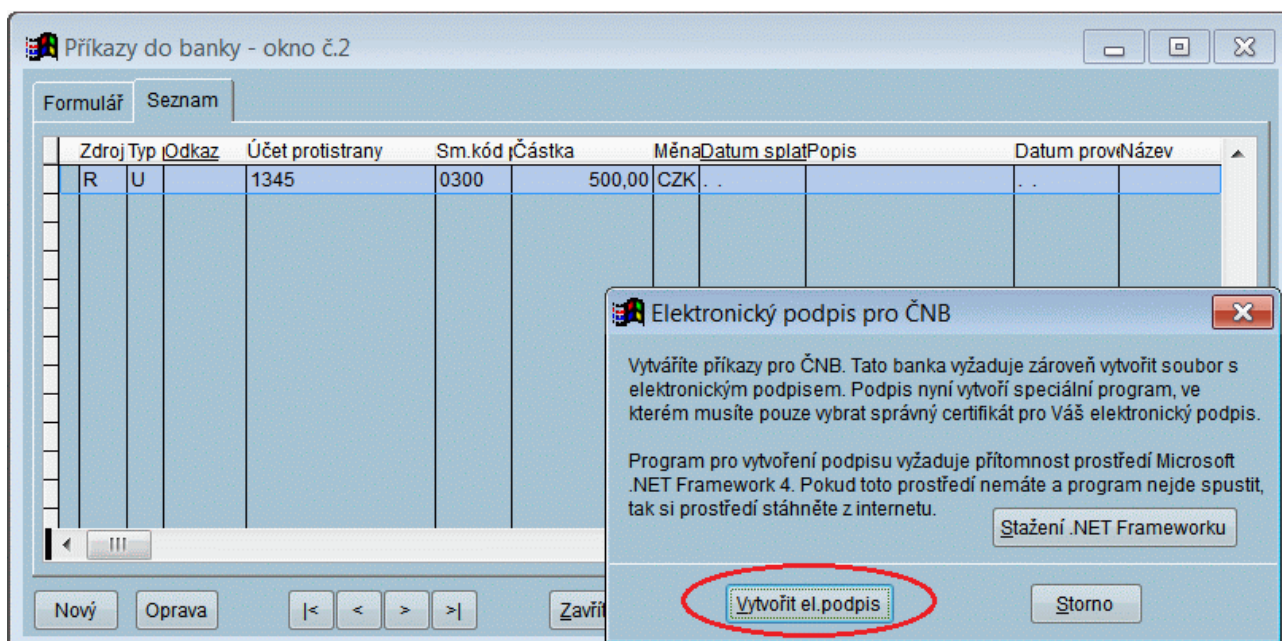 Příkazy do banky - okno č.2
Formulář Seznam
Zdroj Typ Odkaz Účet protistrany Sm.kód Částka Měna Datum splat Popis Datum prov Název
R U 1345 0300 500,00 CZK . . . .
Elektronický podpis pro ČNB
Vytváříte příkazy pro ČNB. Tato banka vyžaduje zároveň vytvořit soubor s
elektronickým podpisem. Podpis nyní vytvoří speciální program, ve
kterém musíte pouze vybrat správný certifikát pro Váš elektronický podpis.
Program pro vytvoření podpisu vyžaduje přítomnost prostředí Microsoft
.NET Framework 4. Pokud toto prostředí nemáte a program nejde spustit,
tak si prostředí stáhněte z internetu.
Stažení .NET Frameworku
Nový Oprava |< < > >| Zavřít
Vytvořit el.podpis Storno